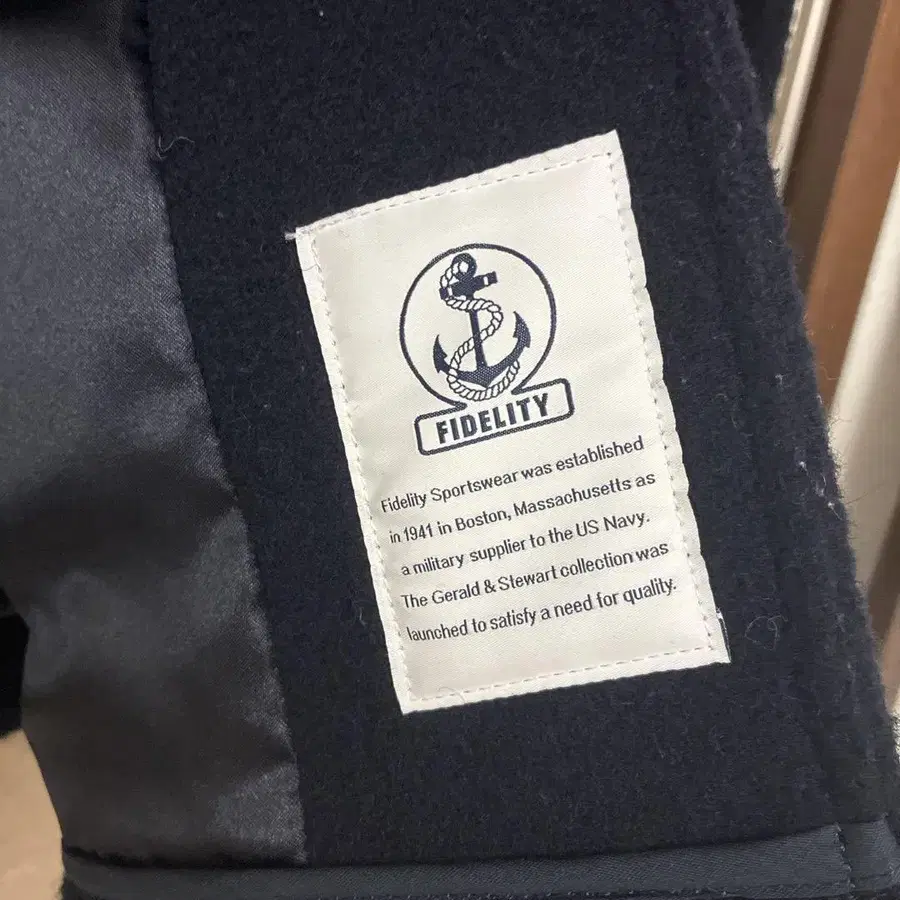 FIDELITY
Fidelity Sportswear was established
in 1941 in Boston, Massachusetts as
a military supplier to the US Navy.
The Gerald & Stewart collection was
launched to satisfy a need for quality.